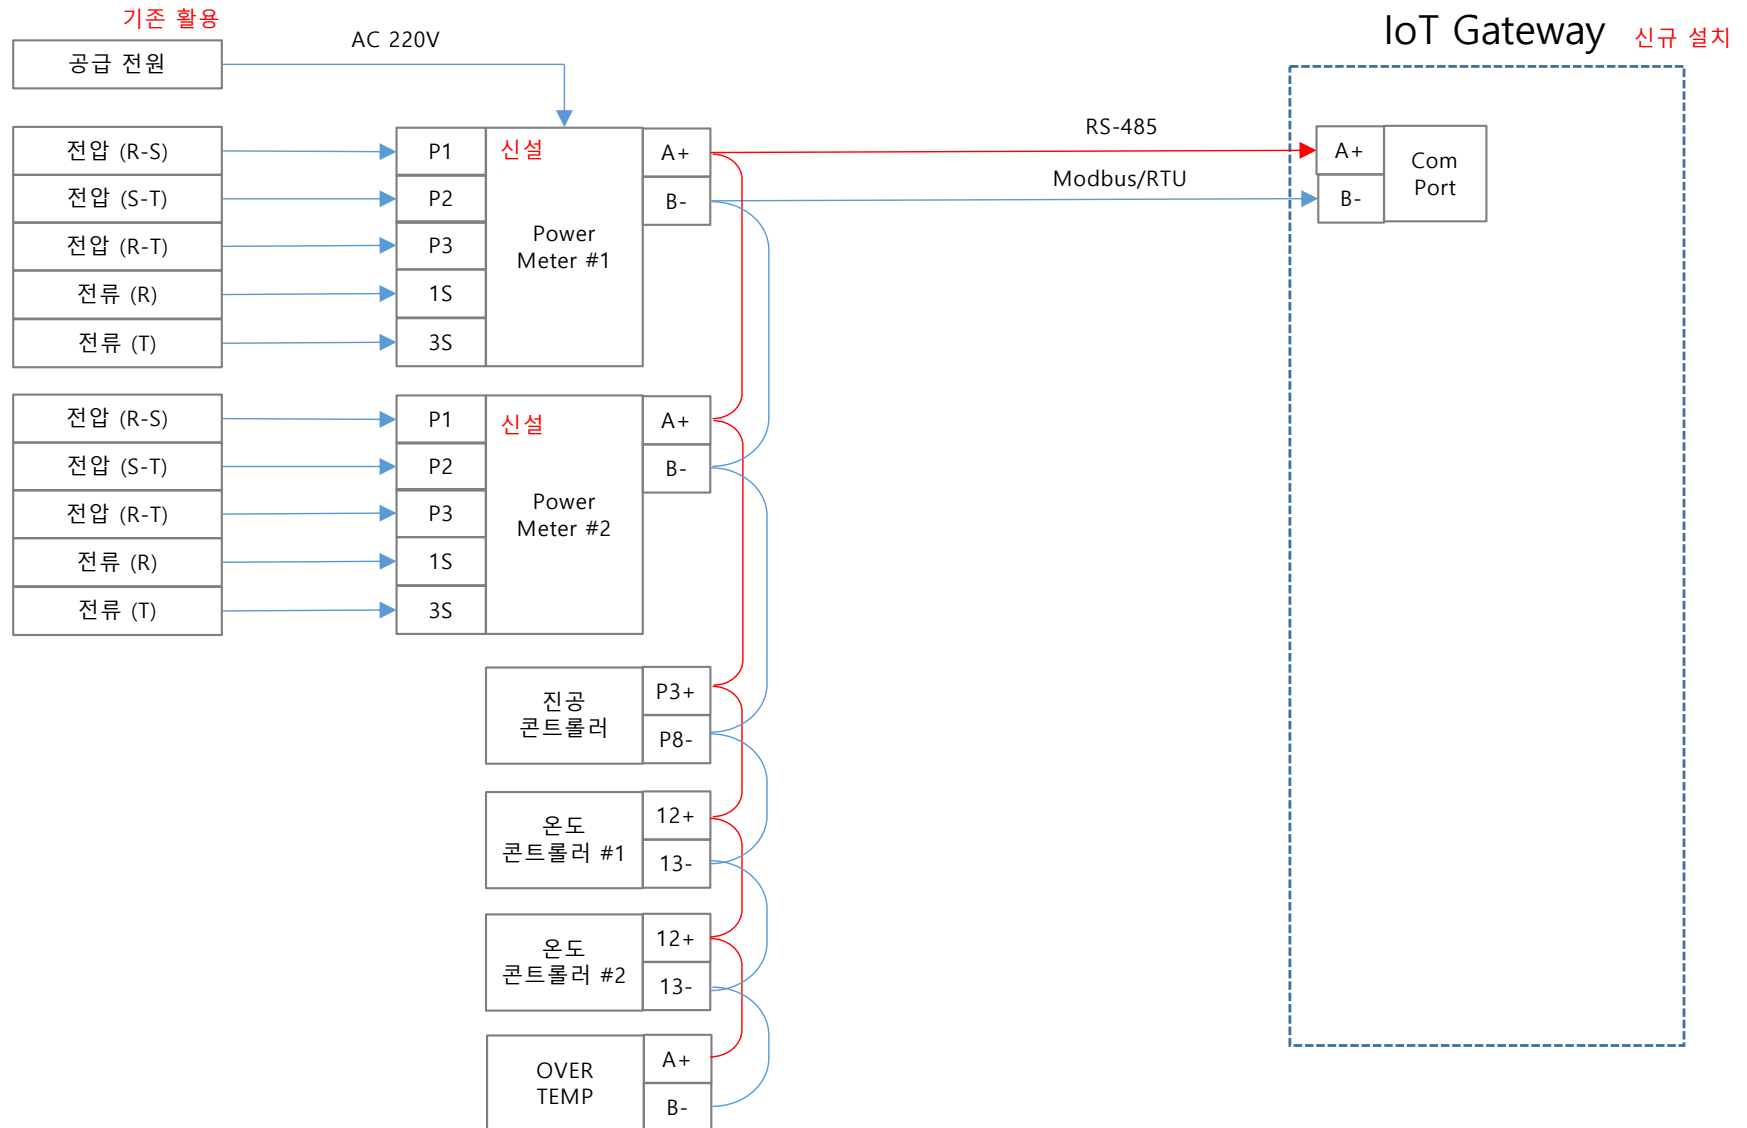 기존 활용
AC 220V
IoT Gateway
신규 설치
공급 전원
RS-485
Modbus/RTU
전압 (R-S)
전압 (S-T)
전압 (R-T)
전류 (R)
전류 (T)
P1
P2
P3
1S
3S
신설
Power
Meter #1
A+
B-
A+
B-
Com
Port
전압 (R-S)
전압 (S-T)
전압 (R-T)
전류 (R)
전류 (T)
P1
P2
P3
1S
3S
신설
Power
Meter #2
A+
B-
진공
콘트롤러
P3+
P8-
온도
콘트롤러 #1
12+
13-
온도
콘트롤러 #2
12+
13-
OVER
TEMP
A+
B-